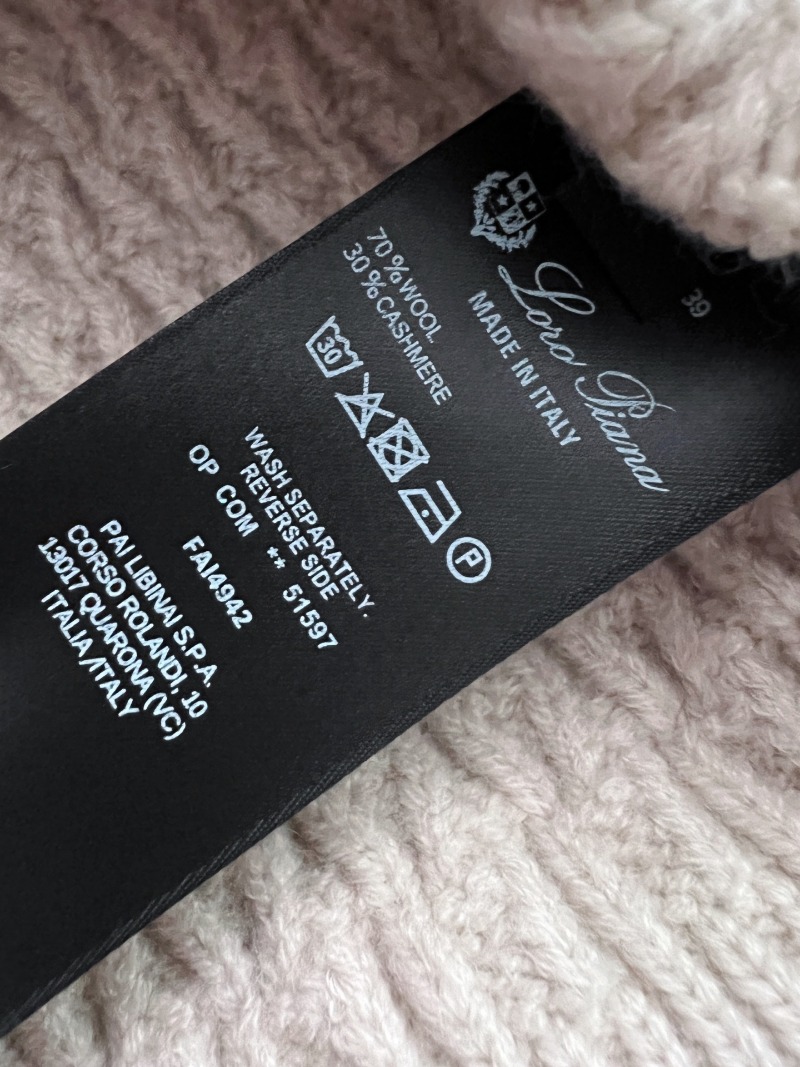 39
Loro Piana
MADE IN ITALY
70%WOOL
30%CASHMERE
30
P
WASH SEPARATELY.
REVERSE SIDE
OP COM ** 51597
FAI4942
PAI LIBINAI S.P.A.
CORSO ROLANDI, 10
13017 QUARONA (VC)
ITALIA /ITALY